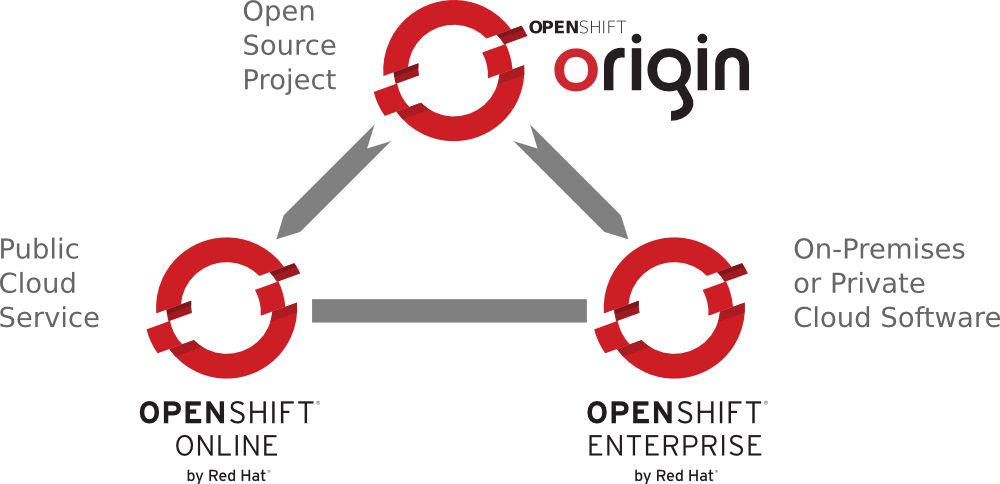 Open
Source
Project
OPENSHIFT
origin
Public
Cloud
Service
On-Premises
or Private
Cloud Software
OPENSHIFT®
ONLINE
by Red Hat®
OPENSHIFT®
ENTERPRISE
by Red Hat®